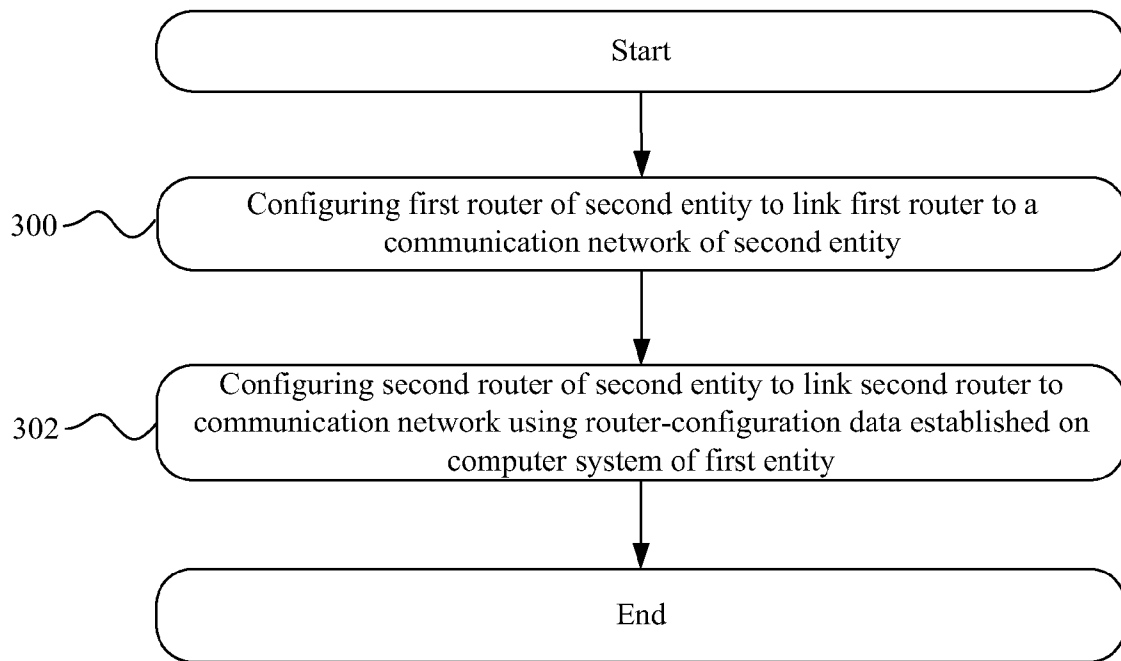 Start
300
Configuring first router of second entity to link first router to a
communication network of second entity
302
Configuring second router of second entity to link second router to
communication network using router-configuration data established on
computer system of first entity
End